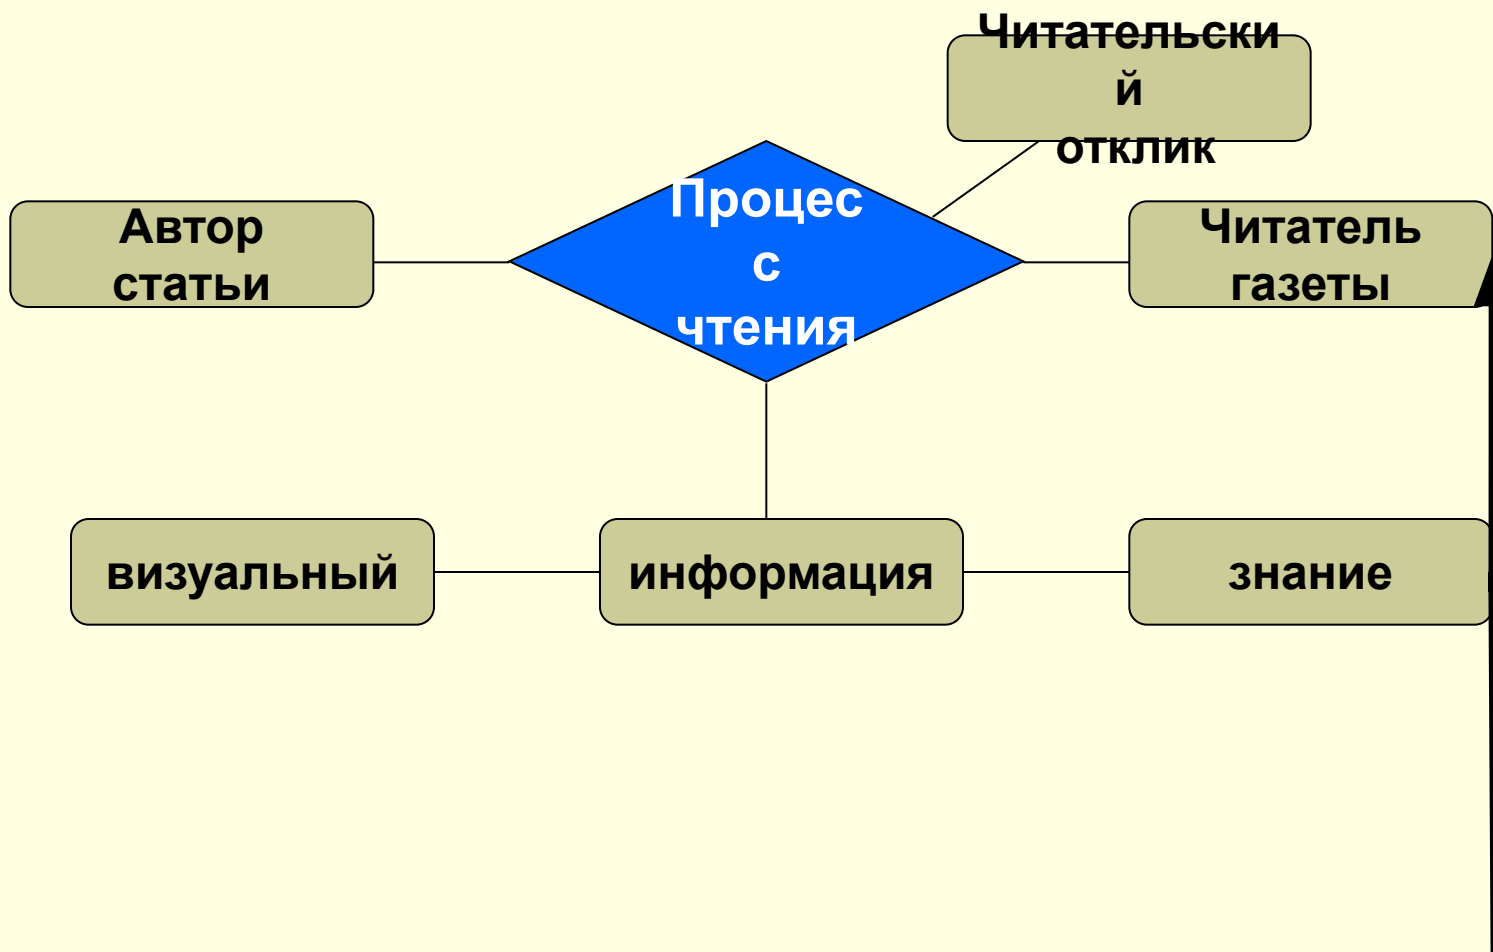 Читательски
й
отклик
Процес
с
чтения
Автор
статьи
Читатель
газеты
визуальный
информация
знание